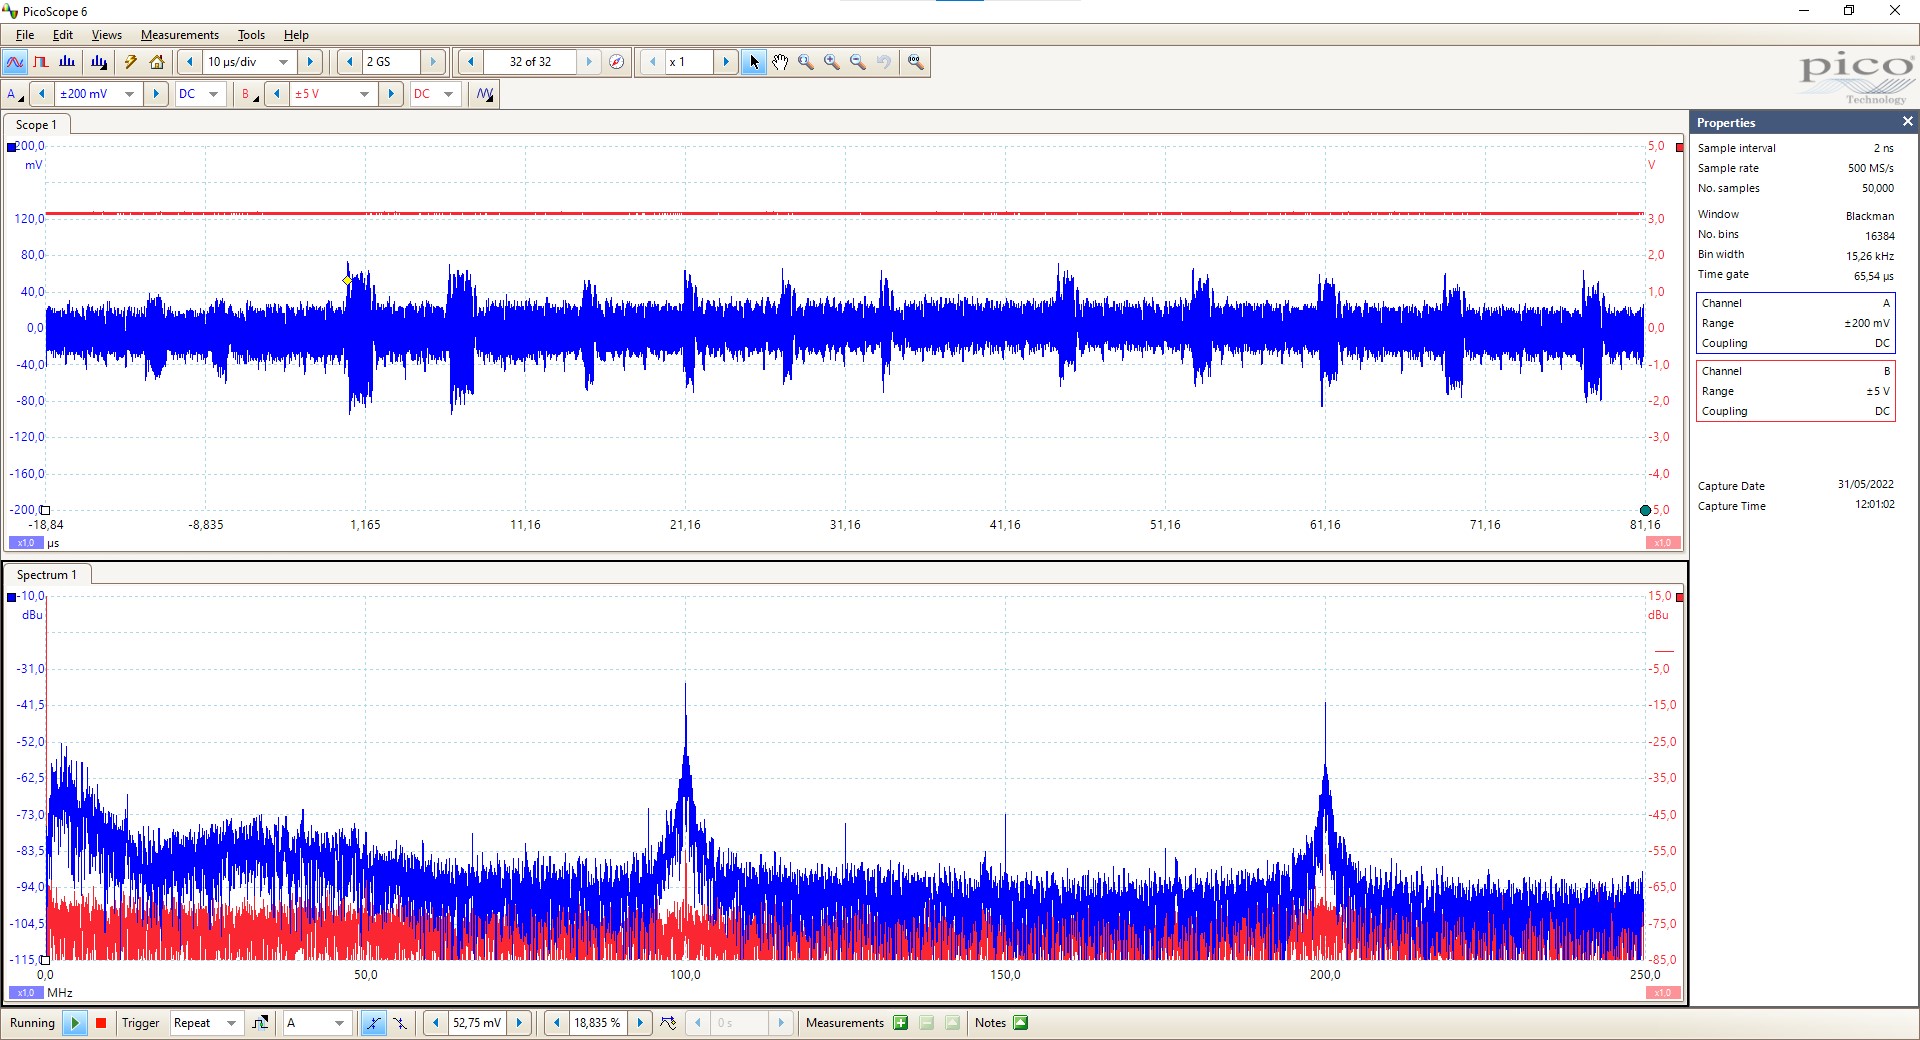 PicoScope 6
File Edit Views Measurements Tools Help
10 µs/div 2 GS 32 of 32 x 1
pico
Technology
A ±200 mV DC B ±5 V DC
Scope 1
200,0 5,0
mV V
120,0 3,0
80,0 2,0
40,0 1,0
0,0 0,0
-40,0 -1,0
-80,0 -2,0
-120,0 -3,0
-160,0 -4,0
-200,0 5,0
-18,84 -8,835 1,165 11,16 21,16 31,16 41,16 51,16 61,16 71,16 81,16
x1,0 µs x1,0
Spectrum 1
-10,0 15,0
dBu dBu
-31,0 -5,0
-41,5 -15,0
-52,0 -25,0
-62,5 -35,0
-73,0 -45,0
-83,5 -55,0
-94,0 -65,0
-104,5 -75,0
-115,0 -85,0
0,0 50,0 100,0 150,0 200,0 250,0
x1,0 MHz x1,0
Properties
Sample interval 2 ns
Sample rate 500 MS/s
No. samples 50,000
Window Blackman
No. bins 16384
Bin width 15,26 kHz
Time gate 65,54 µs
Channel A
Range ±200 mV
Coupling DC
Channel B
Range ±5 V
Coupling DC
Capture Date 31/05/2022
Capture Time 12:01:02
Running Trigger Repeat A 52,75 mV 18,835 % 0 s Measurements Notes